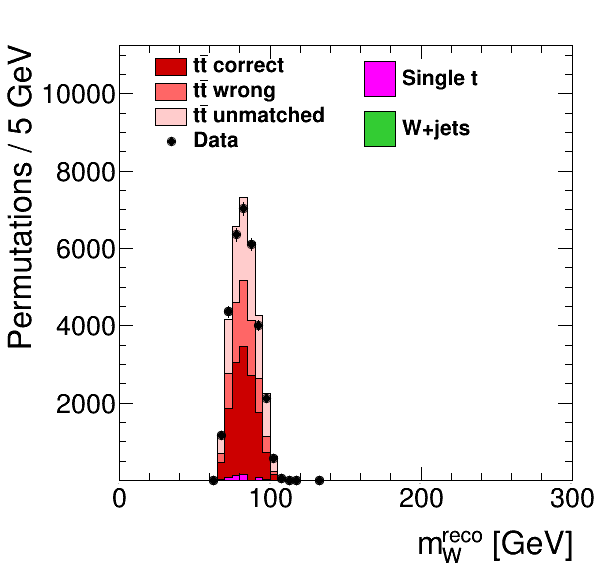 Permutations / 5 GeV
10000
8000
6000
4000
2000
tt̄ correct
tt̄ wrong
tt̄ unmatched
Data
Single t
W+jets
0 100 200 300
m_W^reco [GeV]